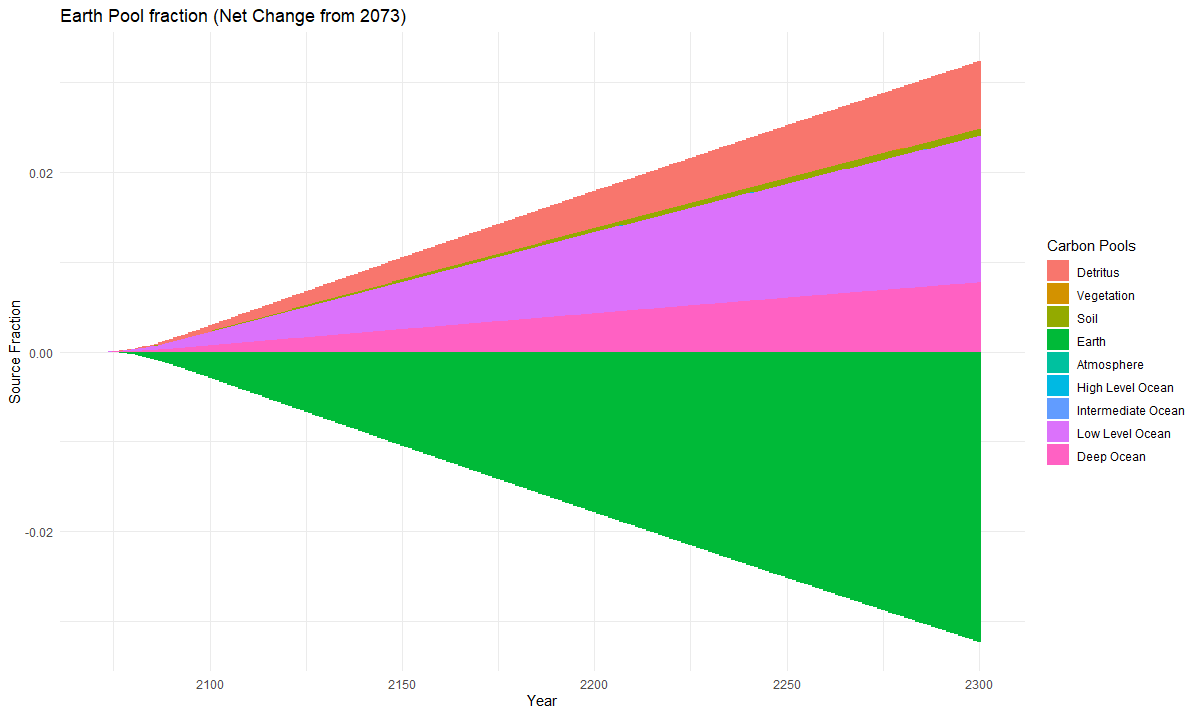 Earth Pool fraction (Net Change from 2073)
Source Fraction
0.02
0.00
-0.02
2100
2150
2200
2250
2300
Year
Carbon Pools
Detritus
Vegetation
Soil
Earth
Atmosphere
High Level Ocean
Intermediate Ocean
Low Level Ocean
Deep Ocean